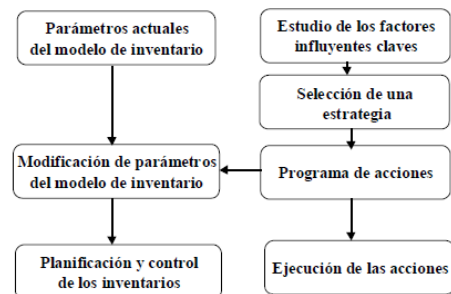 Parámetros actuales
del modelo de inventario
Estudio de los factores
influyentes claves
Selección de una
estrategia
Modificación de parámetros
del modelo de inventario
Programa de acciones
Planificación y control
de los inventarios
Ejecución de las acciones